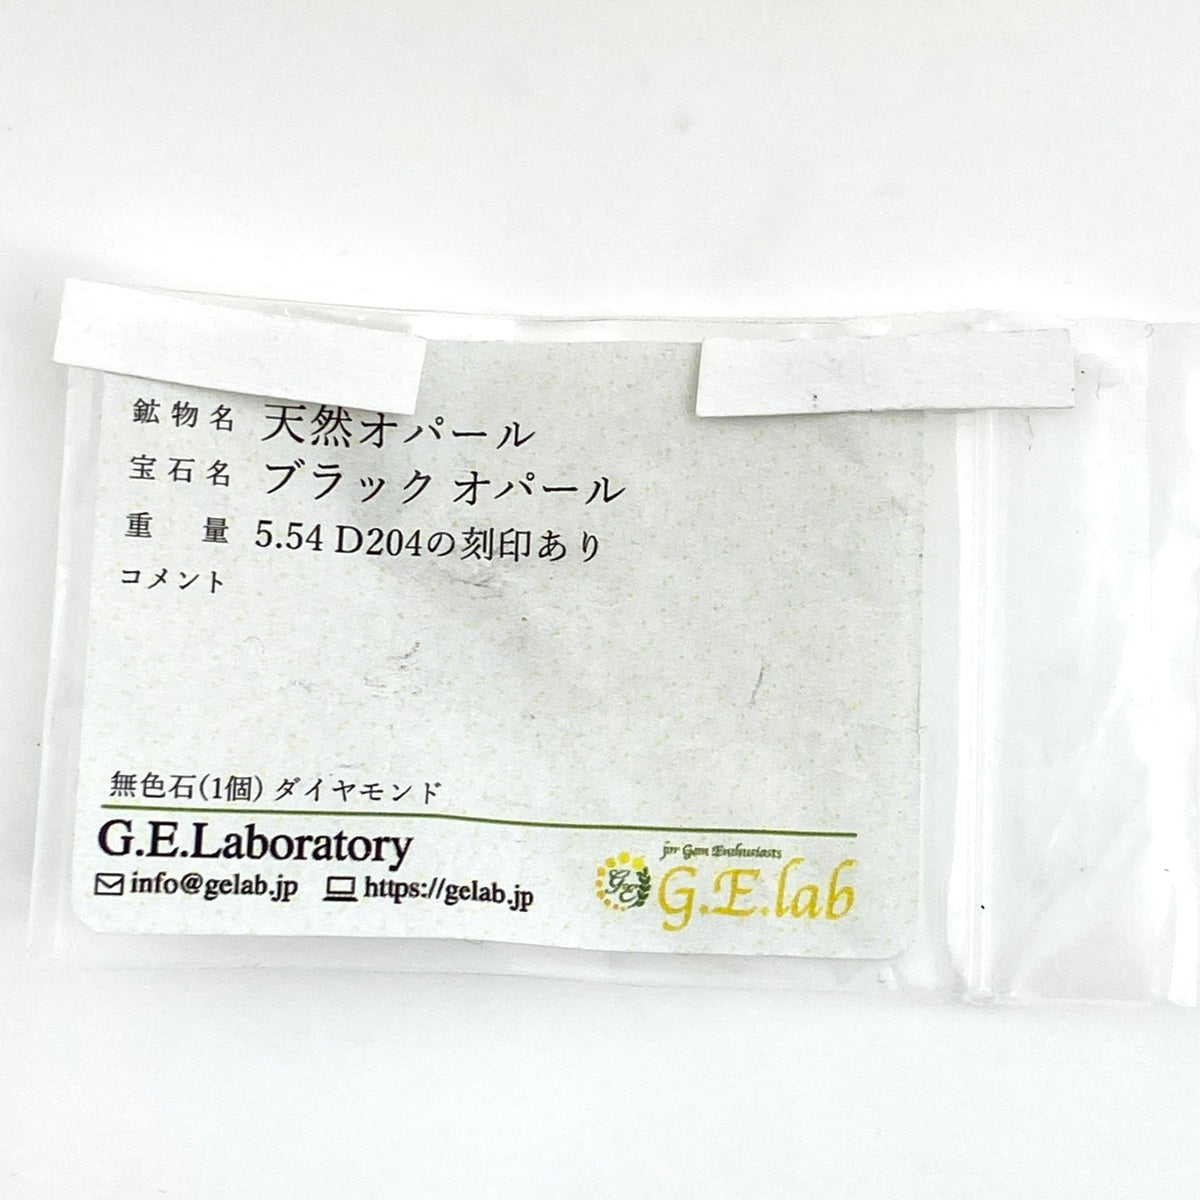 鉱物名 天然オパール
宝石名 ブラック オパール
重量 5.54 D204の刻印あり
コメント
無色石(1個) ダイヤモンド
G.E.Laboratory
info@gelab.jp https://gelab.jp
for Gem Enthusiasts
G.E.lab